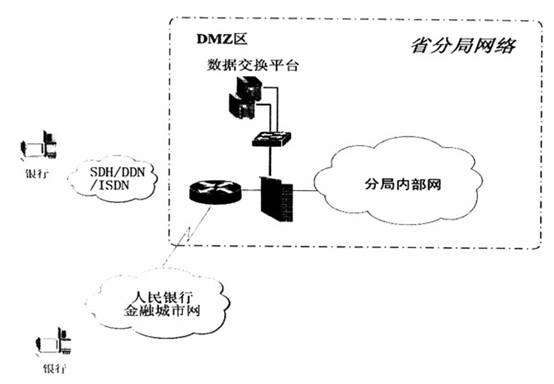 DMZ区
省分局网络
数据交换平台
银行
SDH/DDN
/ISDN
分局内部网
人民银行
金融城市网
银行